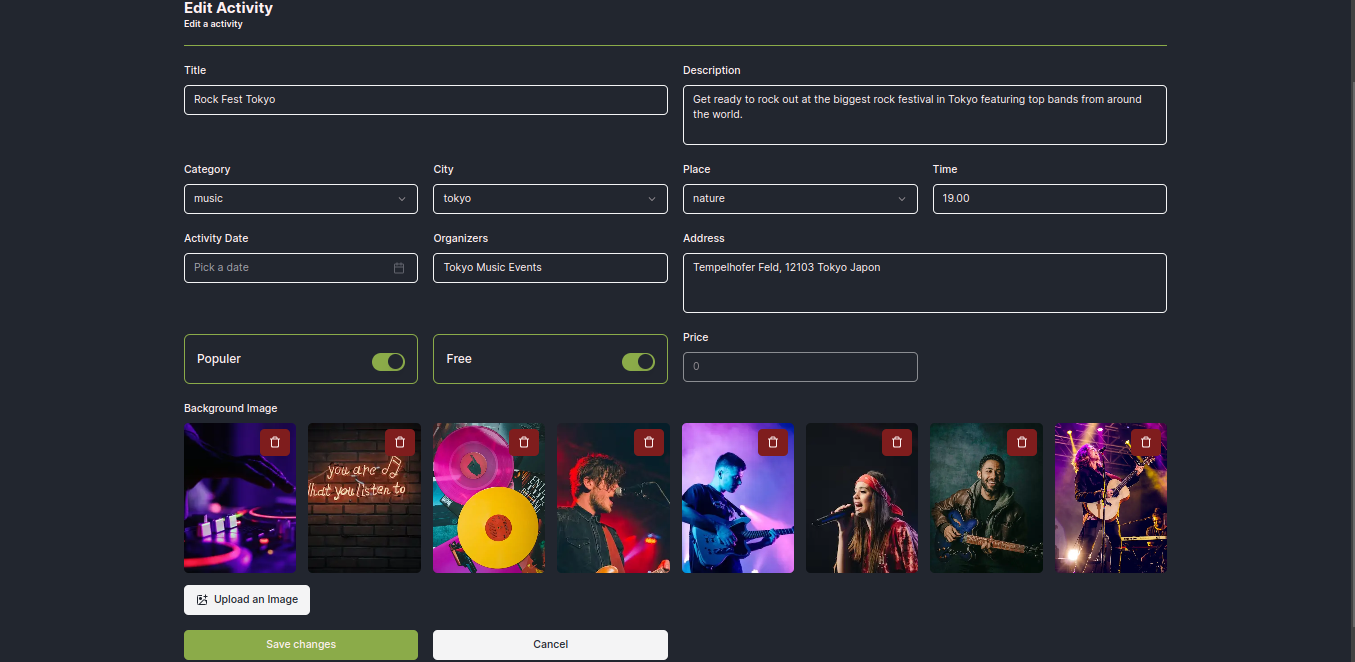 Edit Activity
Edit a activity
Title
Description
Rock Fest Tokyo
Get ready to rock out at the biggest rock festival in Tokyo featuring top bands from around
the world.
Category
City
Place
Time
music
tokyo
nature
19.00
Activity Date
Organizers
Address
Pick a date
Tokyo Music Events
Tempelhofer Feld, 12103 Tokyo Japon
Populer
Free
Price
0
Background Image
you are
what you listen to
Upload an Image
Save changes
Cancel